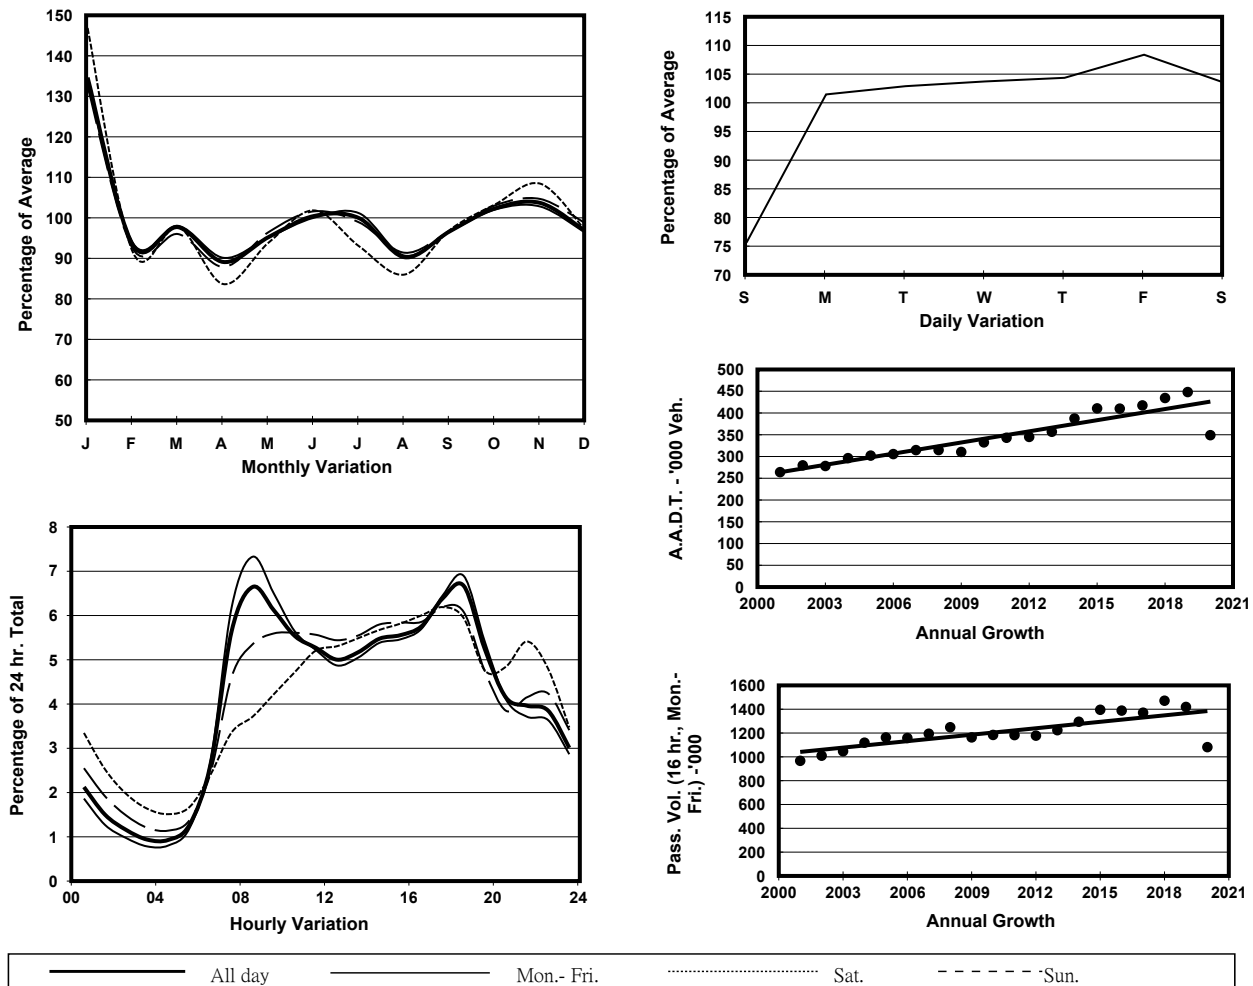 150
140
130
120
110
100
90
80
70
60
50
Percentage of Average
J F M A M J J A S O N D
Monthly Variation
115
110
105
100
95
90
85
80
75
70
Percentage of Average
S M T W T F S
Daily Variation
500
450
400
350
300
250
200
150
100
50
0
A.A.D.T. - '000 Veh.
2000 2003 2006 2009 2012 2015 2018 2021
Annual Growth
8
7
6
5
4
3
2
1
0
Percentage of 24 hr. Total
00 04 08 12 16 20 24
Hourly Variation
1600
1400
1200
1000
800
600
400
200
0
Pass. Vol. (16 hr., Mon.-
Fri.) -'000
2000 2003 2006 2009 2012 2015 2018 2021
Annual Growth
All day Mon.- Fri. Sat. Sun.